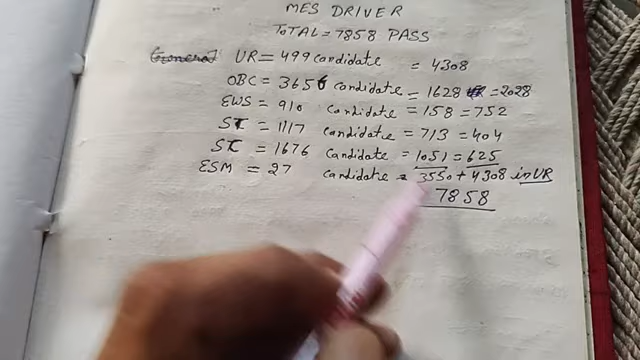 MES DRIVER
TOTAL = 7858 PASS
UR = 499 candidate = 4308
OBC = 3656 candidate = 1628 = 2028
EWS = 910 candidate = 158 = 752
ST = 1117 candidate = 713 = 404
SC = 1676 candidate = 1051 = 625
ESM = 27 candidate = 3550 + 4308 in UR
7858